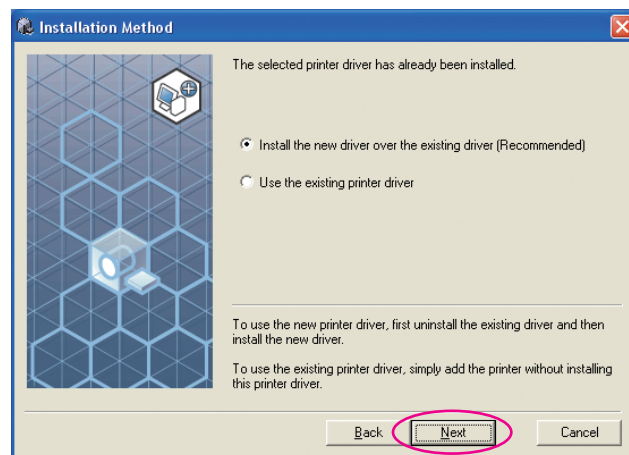 Installation Method
The selected printer driver has already been installed.
Install the new driver over the existing driver (Recommended)
Use the existing printer driver
To use the new printer driver, first uninstall the existing driver and then
install the new driver.
To use the existing printer driver, simply add the printer without installing
this printer driver.
Back
Next
Cancel